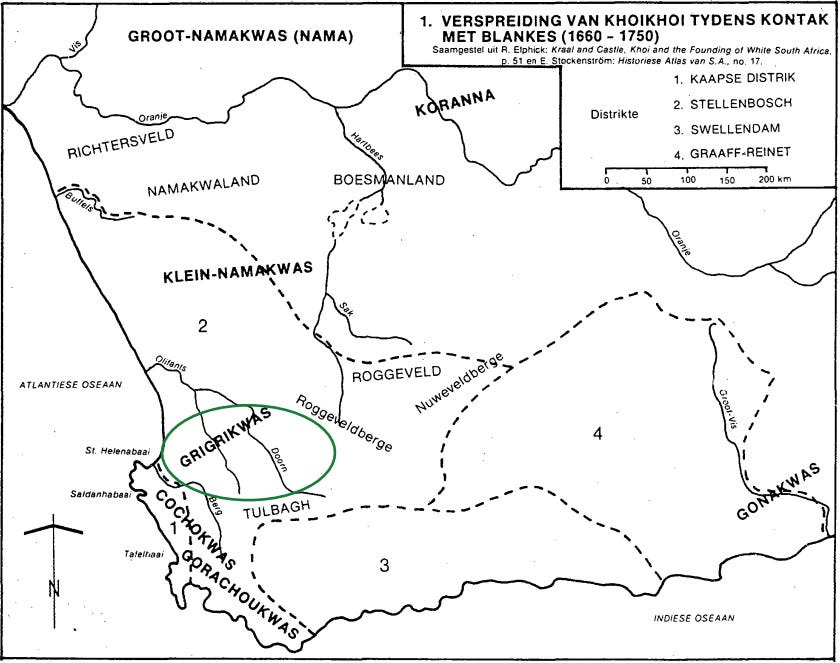 1. VERSPREIDING VAN KHOIKHOI TYDENS KONTAK
MET BLANKES (1660 - 1750)
Saamgestel uit R. Elphick: Kraal and Castle, Khoi and the Founding of White South Africa.
p. 51 en E. Stockenström: Historiese Atlas van S.A., no. 17.
Distrikte
1. KAAPSE DISTRIK
2. STELLENBOSCH
3. SWELLENDAM
4. GRAAFF-REINET
0 50 100 150 200 km
GROOT-NAMAKWAS (NAMA)
Vis
KORANNA
Oranje
RICHTERSVELD
Hartbees
NAMAKWALAND
BOESMANLAND
Buffels
Oranje
KLEIN-NAMAKWAS
Sak
2
Olifants
ROGGEVELD
Nuweveldberge
ATLANTIESE OSEAAN
Roggeveldberge
Groot-Vis
GRIGRIKWAS
4
Doorn
St. Helenabaai
GONAKWAS
Saldanhabaai
COCHOKWAS
Berg
TULBAGH
1
Tafelbaai
GORACHOUKWAS
3
N
INDIESE OSEAAN